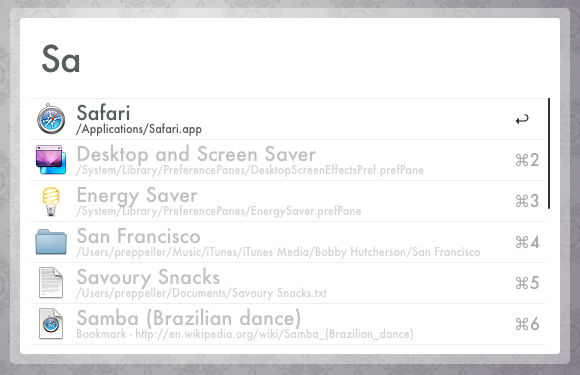 Sa
Safari
/Applications/Safari.app
↩
Desktop and Screen Saver
/System/Library/PreferencePanes/DesktopScreenEffectsPref.prefPane
⌘2
Energy Saver
/System/Library/PreferencePanes/EnergySaver.prefPane
⌘3
San Francisco
/Users/preppeller/Music/iTunes/iTunes Media/Bobby Hutcherson/San Francisco
⌘4
Savoury Snacks
/Users/preppeller/Documents/Savoury Snacks.txt
⌘5
Samba (Brazilian dance)
Bookmark - http://en.wikipedia.org/wiki/Samba_(Brazilian_dance)
⌘6